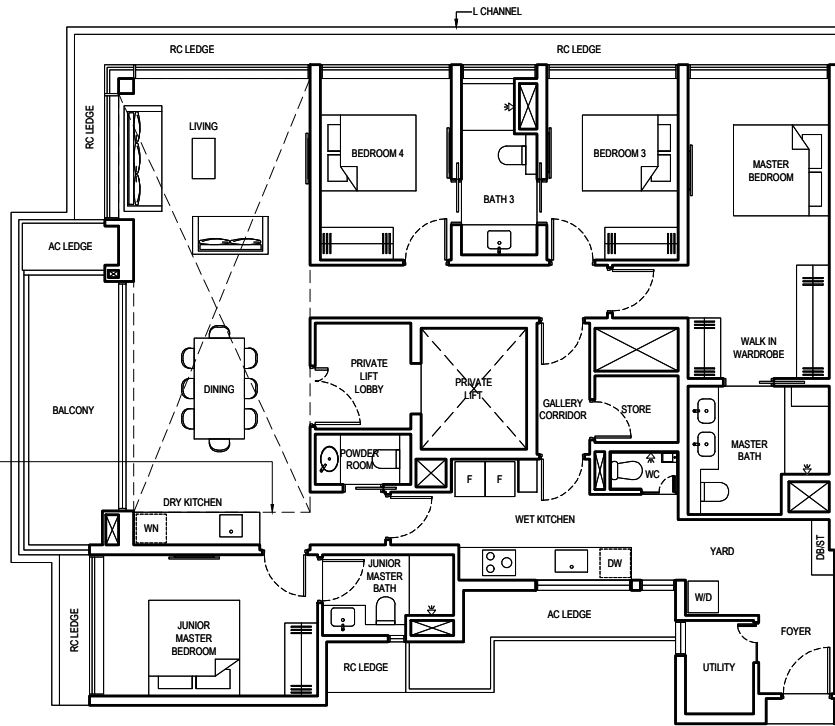 L CHANNEL
RC LEDGE
RC LEDGE
RC LEDGE
LIVING
BEDROOM 4
BEDROOM 3
MASTER
BEDROOM
BATH 3
AC LEDGE
WALK IN
WARDROBE
PRIVATE
LIFT
LOBBY
PRIVATE
LIFT
DINING
GALLERY
CORRIDOR
STORE
BALCONY
POWDER
ROOM
MASTER
BATH
WC
F
F
DRY KITCHEN
WN
WET KITCHEN
YARD
DB/ST
JUNIOR
MASTER
BATH
DW
W/D
RC LEDGE
JUNIOR
MASTER
BEDROOM
AC LEDGE
FOYER
RC LEDGE
UTILITY